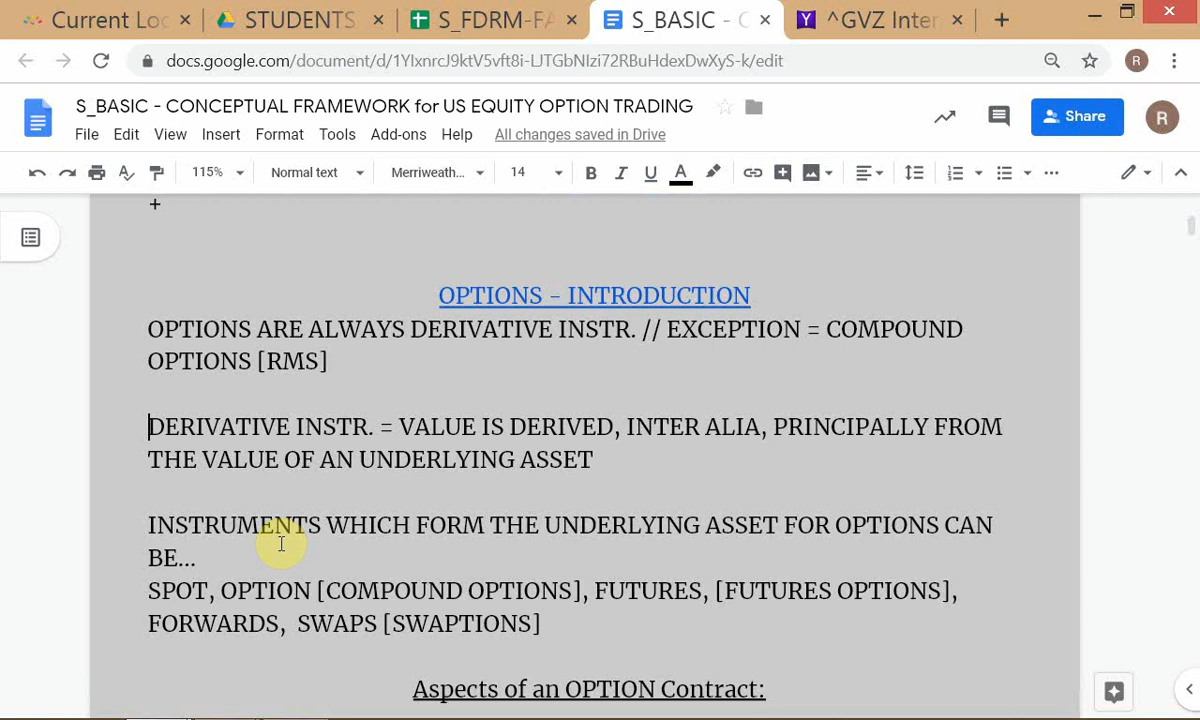 Current Loc
STUDENTS
S_FDRM-FA
S_BASIC - C
^GVZ Inter
docs.google.com/document/d/1YIxnrcJ9ktV5vft8i-LJTGbNIzi72RBuHdexDwXyS-k/edit
R
S_BASIC - CONCEPTUAL FRAMEWORK for US EQUITY OPTION TRADING
File Edit View Insert Format Tools Add-ons Help All changes saved in Drive
Share
R
115% Normal text Merriweath... 14 B I U A
+
OPTIONS - INTRODUCTION
OPTIONS ARE ALWAYS DERIVATIVE INSTR. // EXCEPTION = COMPOUND
OPTIONS [RMS]
DERIVATIVE INSTR. = VALUE IS DERIVED, INTER ALIA, PRINCIPALLY FROM
THE VALUE OF AN UNDERLYING ASSET
INSTRUMENTS WHICH FORM THE UNDERLYING ASSET FOR OPTIONS CAN
BE...
SPOT, OPTION [COMPOUND OPTIONS], FUTURES, [FUTURES OPTIONS],
FORWARDS, SWAPS [SWAPTIONS]
Aspects of an OPTION Contract: